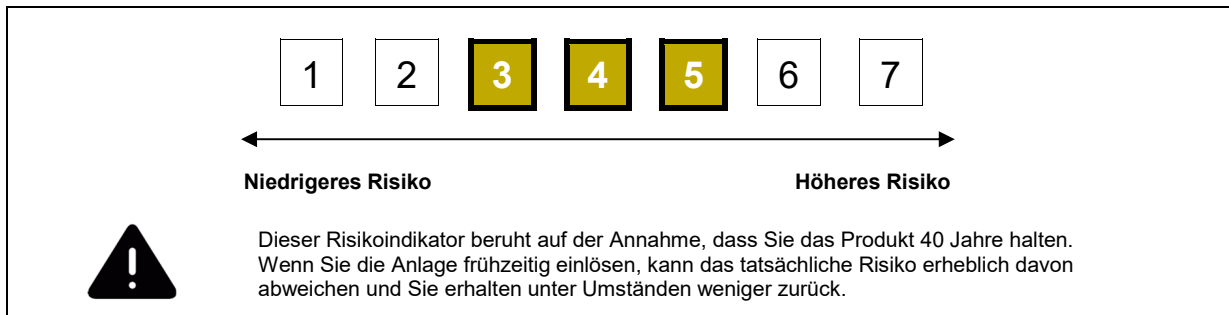 1 2 3 4 5 6 7
Niedrigeres Risiko Höheres Risiko
Dieser Risikoindikator beruht auf der Annahme, dass Sie das Produkt 40 Jahre halten.
Wenn Sie die Anlage frühzeitig einlösen, kann das tatsächliche Risiko erheblich davon
abweichen und Sie erhalten unter Umständen weniger zurück.